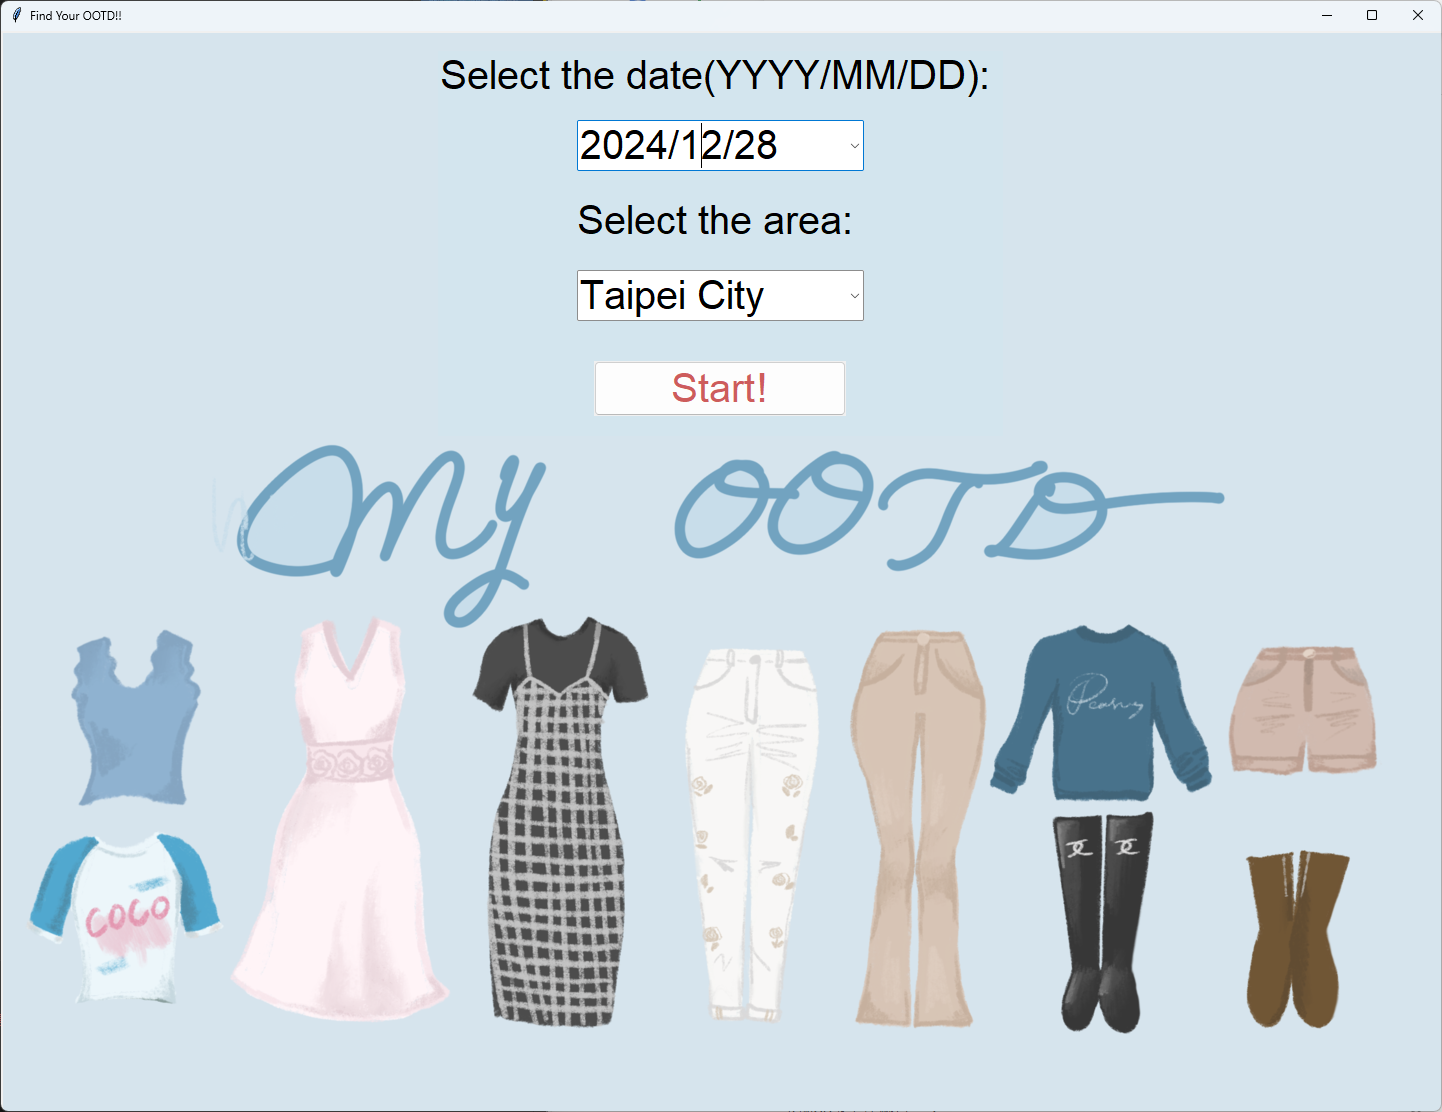 Find Your OOTD!!
Select the date(YYYY/MM/DD):
2024/12/28
Select the area:
Taipei City
Start!
My OOTD
COCO